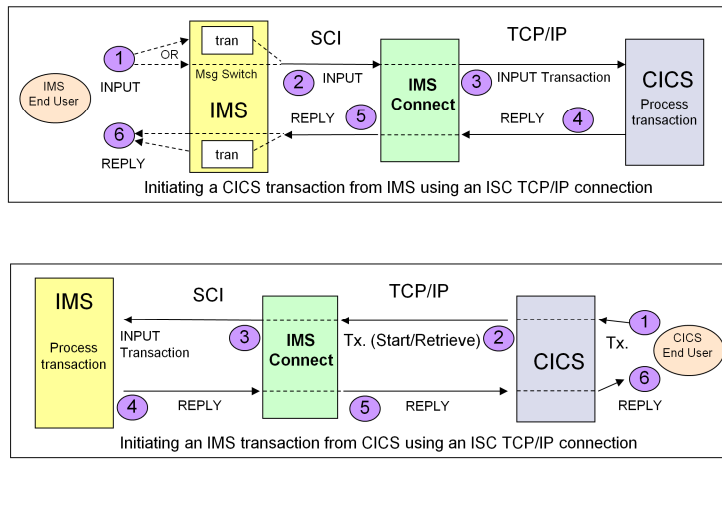 tran
SCI
TCP/IP
OR
1
IMS
End User
INPUT
Msg Switch
2
INPUT
IMS
Connect
3
INPUT Transaction
CICS
Process
transaction
IMS
6
REPLY
tran
REPLY
5
REPLY
4
Initiating a CICS transaction from IMS using an ISC TCP/IP connection
IMS
Process
transaction
SCI
TCP/IP
INPUT
Transaction
3
IMS
Connect
Tx. (Start/Retrieve)
2
CICS
Tx.
1
CICS
End User
6
REPLY
4
REPLY
5
REPLY
Initiating an IMS transaction from CICS using an ISC TCP/IP connection